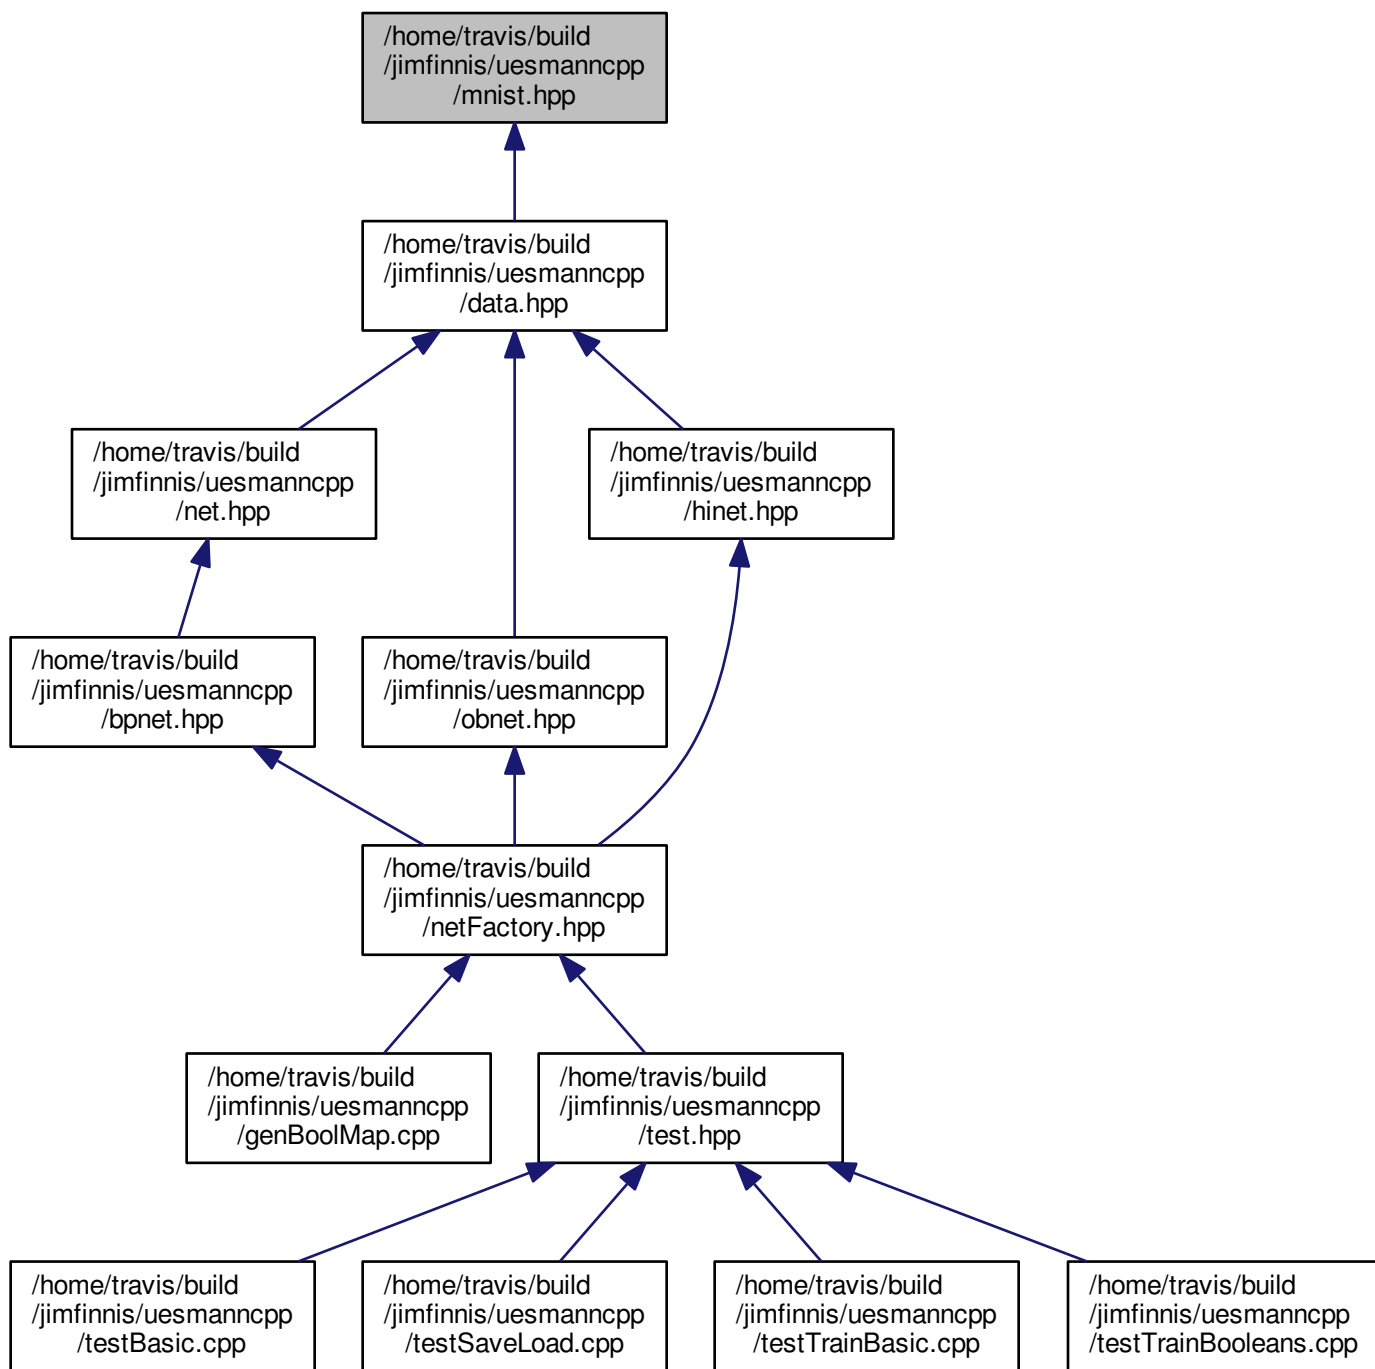 /home/travis/build
/jimfinnis/uesmanncpp
/mnist.hpp
/home/travis/build
/jimfinnis/uesmanncpp
/data.hpp
/home/travis/build
/jimfinnis/uesmanncpp
/net.hpp
/home/travis/build
/jimfinnis/uesmanncpp
/hinet.hpp
/home/travis/build
/jimfinnis/uesmanncpp
/bpnet.hpp
/home/travis/build
/jimfinnis/uesmanncpp
/obnet.hpp
/home/travis/build
/jimfinnis/uesmanncpp
/netFactory.hpp
/home/travis/build
/jimfinnis/uesmanncpp
/genBoolMap.cpp
/home/travis/build
/jimfinnis/uesmanncpp
/test.hpp
/home/travis/build
/jimfinnis/uesmanncpp
/testBasic.cpp
/home/travis/build
/jimfinnis/uesmanncpp
/testSaveLoad.cpp
/home/travis/build
/jimfinnis/uesmanncpp
/testTrainBasic.cpp
/home/travis/build
/jimfinnis/uesmanncpp
/testTrainBooleans.cpp